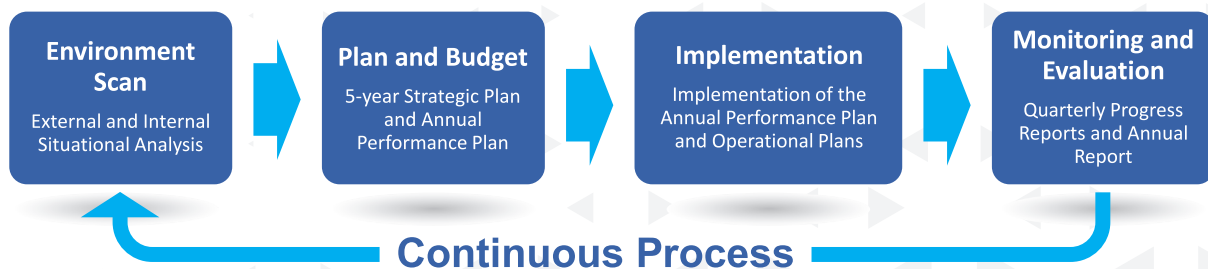 Environment
Scan
External and Internal
Situational Analysis
Plan and Budget
5-year Strategic Plan
and Annual
Performance Plan
Implementation
Implementation of the
Annual Performance Plan
and Operational Plans
Monitoring and
Evaluation
Quarterly Progress
Reports and Annual
Report
Continuous Process